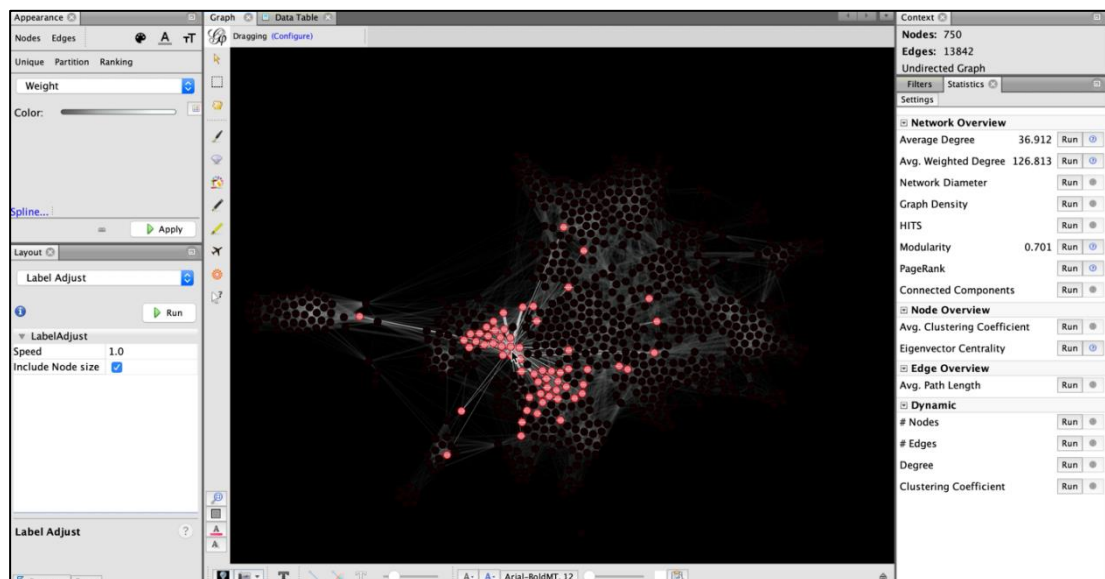 Appearance
Nodes Edges A TT
Unique Partition Ranking
Weight
Color:
Spline...
Apply
Layout
Label Adjust
Run
LabelAdjust
Speed 1.0
Include Node size
Label Adjust
?
Graph Data Table
Dragging (Configure)
A
A
T T A- A- Arial-BoldMT, 12
Context
Nodes: 750
Edges: 13842
Undirected Graph
Filters Statistics
Settings
Network Overview
Average Degree 36.912 Run
Avg. Weighted Degree 126.813 Run
Network Diameter Run
Graph Density Run
HITS Run
Modularity 0.701 Run
PageRank Run
Connected Components Run
Node Overview
Avg. Clustering Coefficient Run
Eigenvector Centrality Run
Edge Overview
Avg. Path Length Run
Dynamic
# Nodes Run
# Edges Run
Degree Run
Clustering Coefficient Run